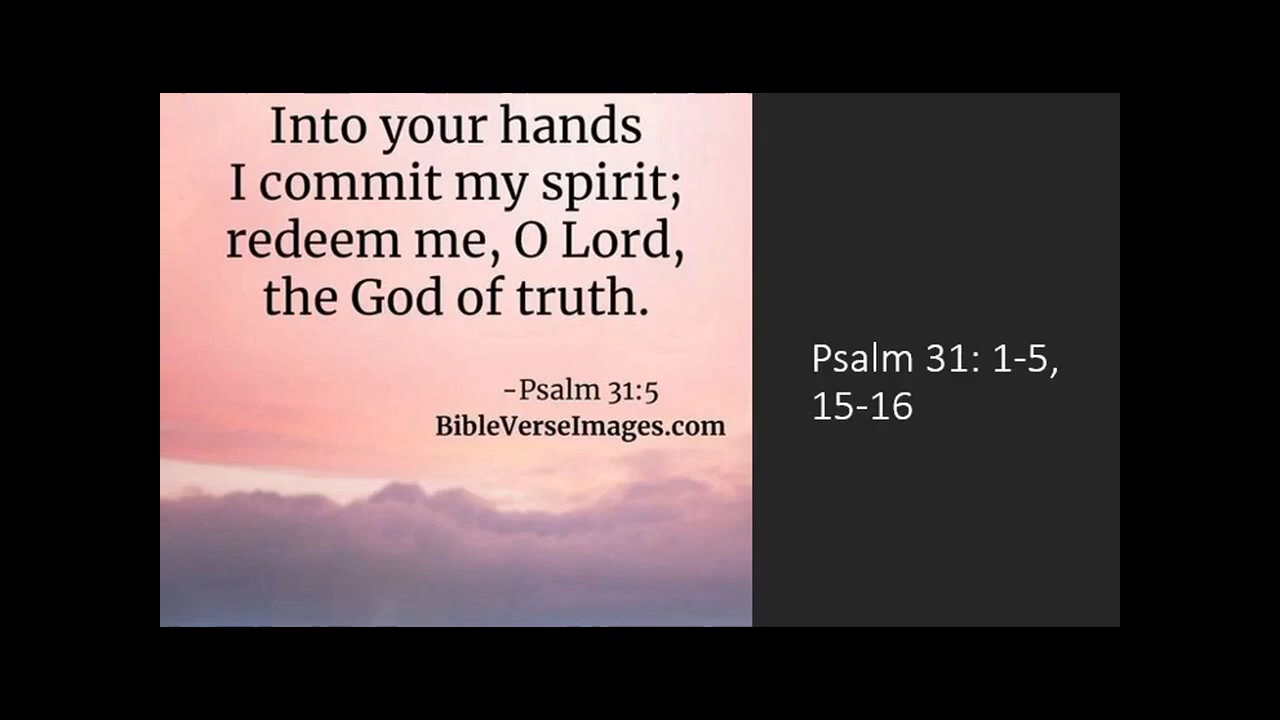 Into your hands
I commit my spirit;
redeem me, O Lord,
the God of truth.
-Psalm 31:5
BibleVerseImages.com
Psalm 31: 1-5,
15-16